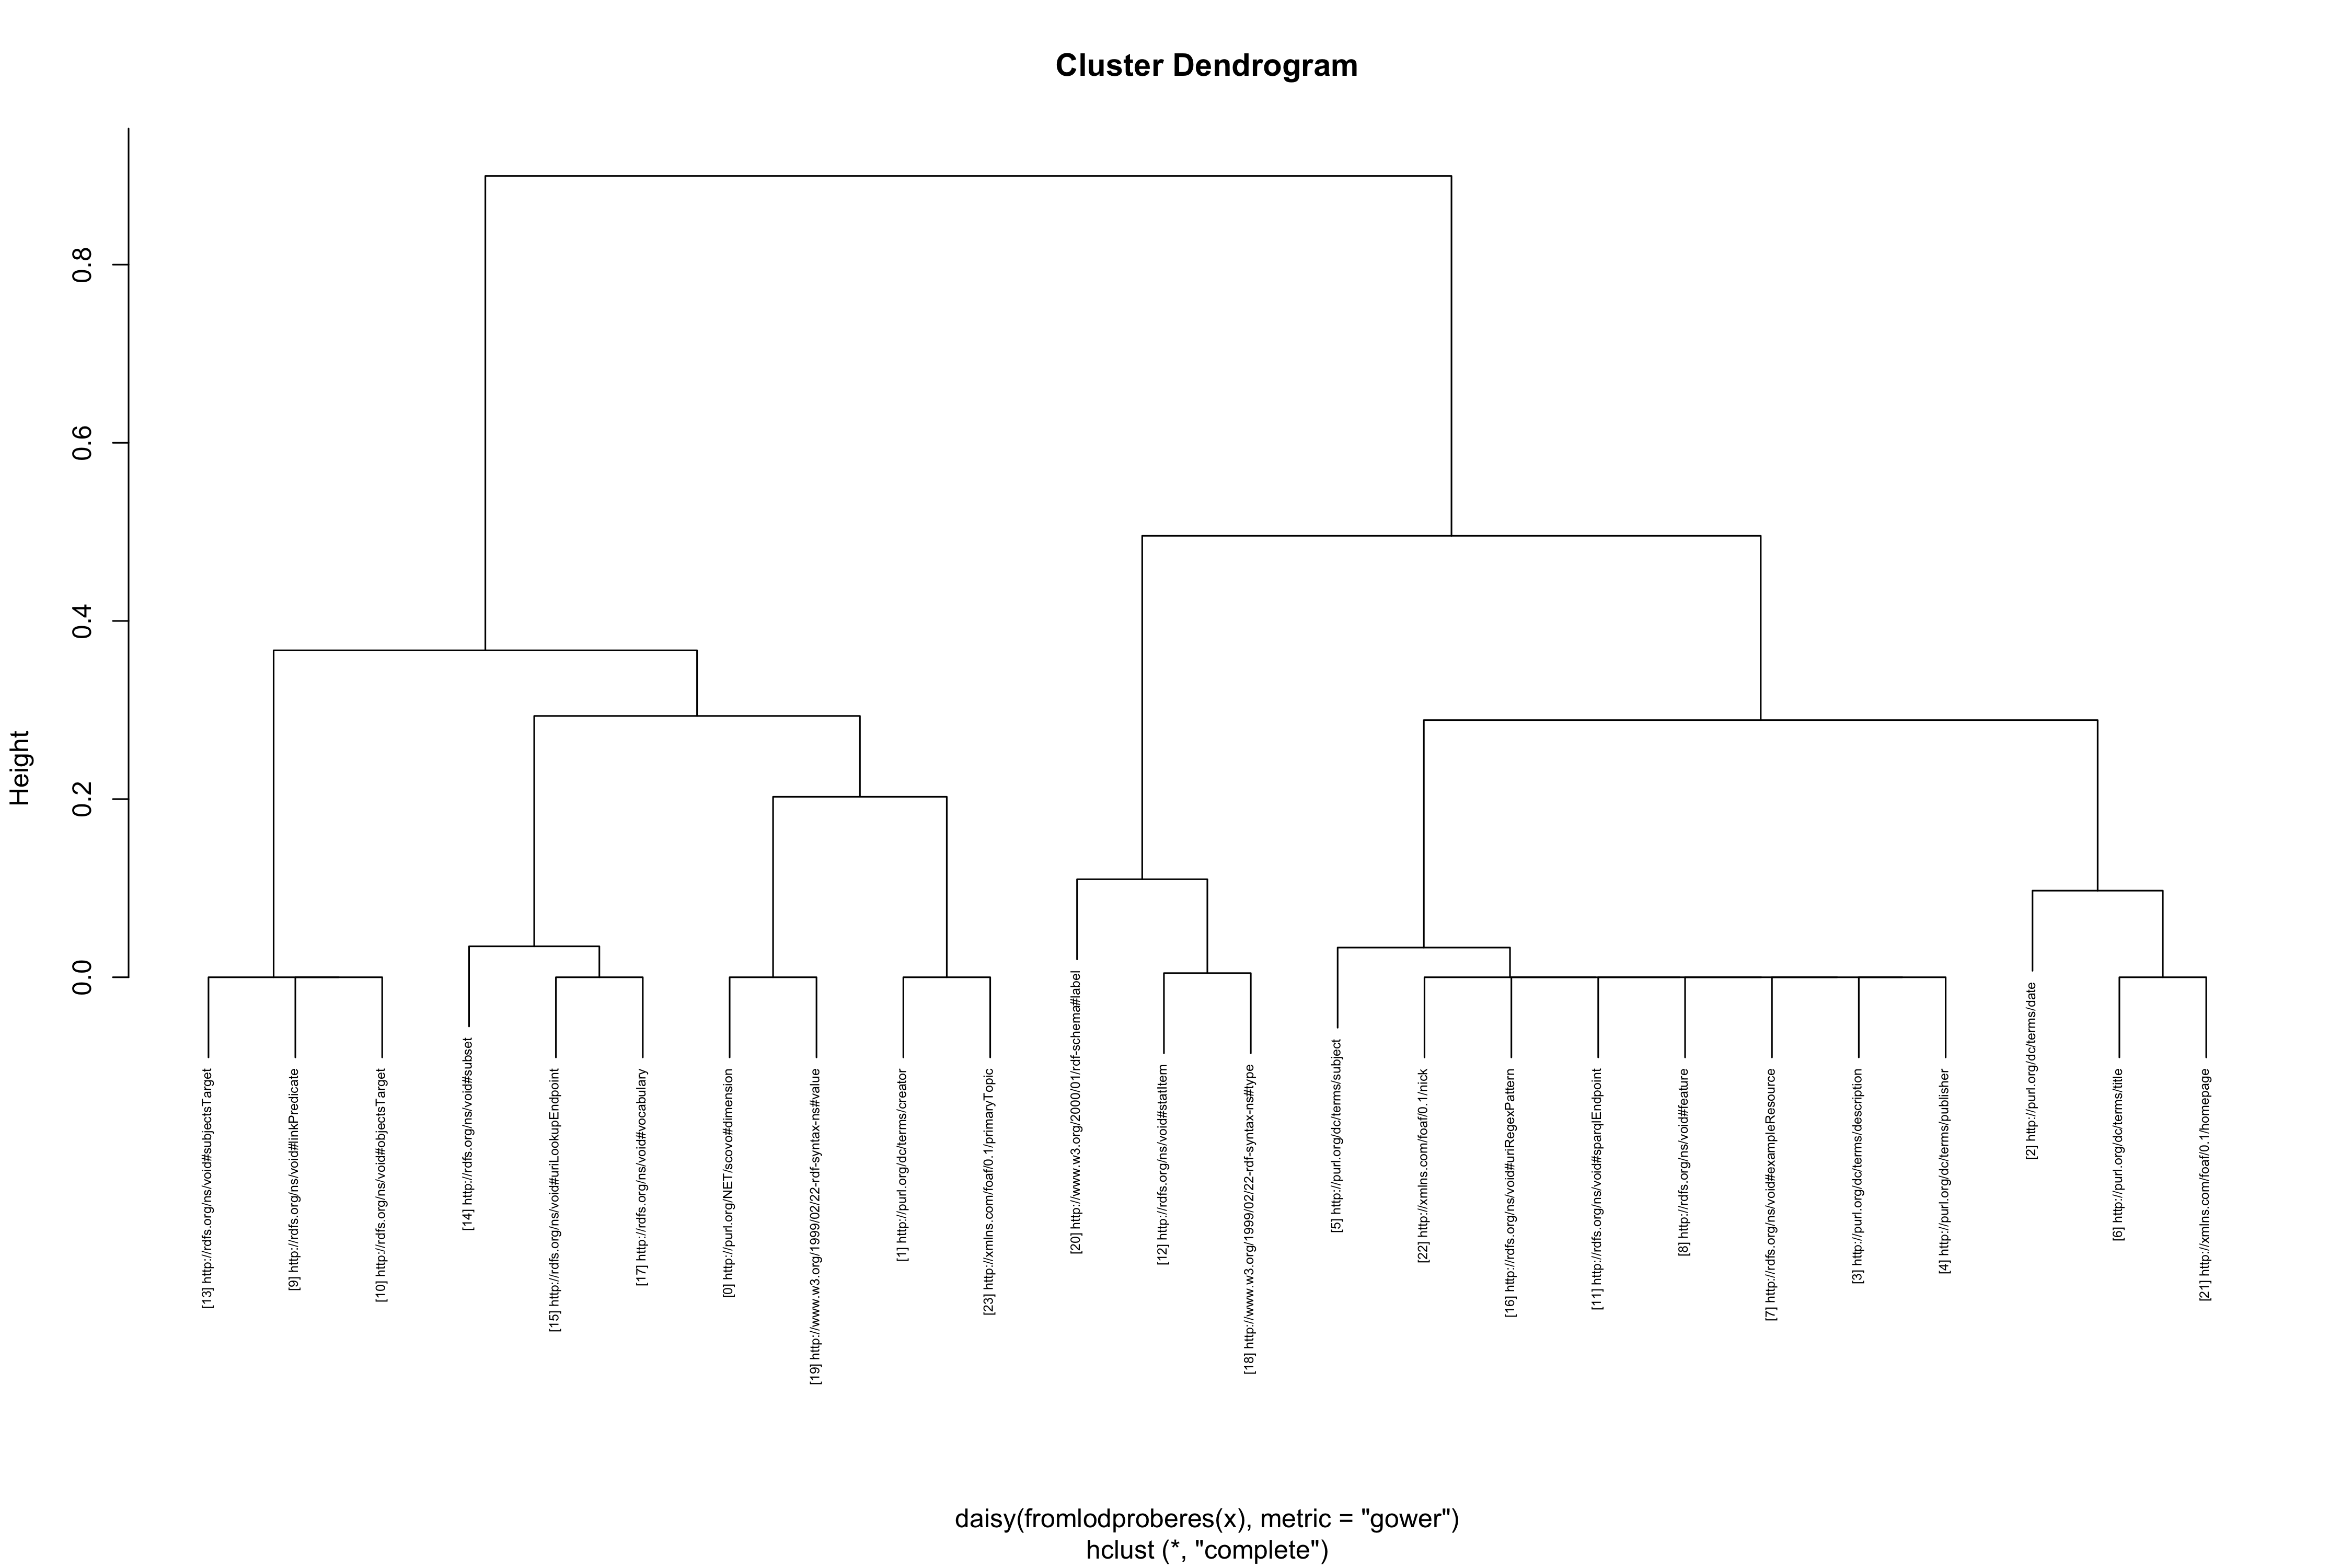 Cluster Dendrogram
Height
0.0
0.2
0.4
0.6
0.8
[13] http://rdfs.org/ns/void#subjectsTarget
[9] http://rdfs.org/ns/void#linkPredicate
[10] http://rdfs.org/ns/void#objectsTarget
[14] http://rdfs.org/ns/void#subset
[15] http://rdfs.org/ns/void#uriLookupEndpoint
[17] http://rdfs.org/ns/void#vocabulary
[0] http://purl.org/NET/scovo#dimension
[19] http://www.w3.org/1999/02/22-rdf-syntax-ns#value
[1] http://purl.org/dc/terms/creator
[23] http://xmlns.com/foaf/0.1/primaryTopic
[20] http://www.w3.org/2000/01/rdf-schema#label
[12] http://rdfs.org/ns/void#statItem
[18] http://www.w3.org/1999/02/22-rdf-syntax-ns#type
[5] http://purl.org/dc/terms/subject
[22] http://xmlns.com/foaf/0.1/nick
[16] http://rdfs.org/ns/void#uriRegexPattern
[11] http://rdfs.org/ns/void#sparqlEndpoint
[8] http://rdfs.org/ns/void#feature
[7] http://rdfs.org/ns/void#exampleResource
[3] http://purl.org/dc/terms/description
[4] http://purl.org/dc/terms/publisher
[2] http://purl.org/dc/terms/date
[6] http://purl.org/dc/terms/title
[21] http://xmlns.com/foaf/0.1/homepage
daisy(fromlodproberes(x), metric = "gower")
hclust (*, "complete")